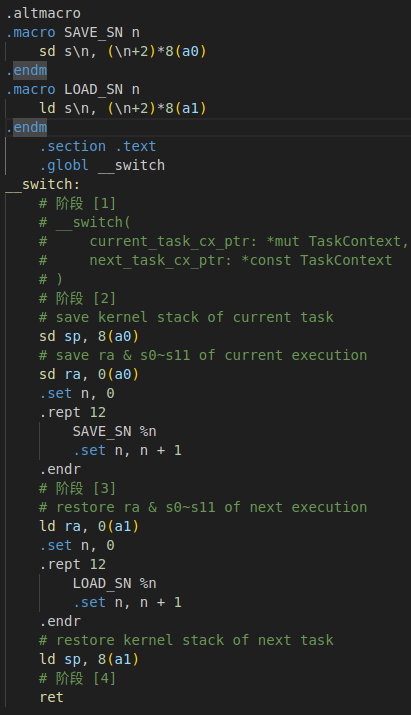 .altmacro
.macro SAVE_SN n
    sd s\n, (\n+2)*8(a0)
.endm
.macro LOAD_SN n
    ld s\n, (\n+2)*8(a1)
.endm
    .section .text
    .globl __switch
__switch:
    # 阶段 [1]
    # __switch(
    #     current_task_cx_ptr: *mut TaskContext,
    #     next_task_cx_ptr: *const TaskContext
    # )
    # 阶段 [2]
    # save kernel stack of current task
    sd sp, 8(a0)
    # save ra & s0~s11 of current execution
    sd ra, 0(a0)
    .set n, 0
    .rept 12
        SAVE_SN %n
        .set n, n + 1
    .endr
    # 阶段 [3]
    # restore ra & s0~s11 of next execution
    ld ra, 0(a1)
    .set n, 0
    .rept 12
        LOAD_SN %n
        .set n, n + 1
    .endr
    # restore kernel stack of next task
    ld sp, 8(a1)
    # 阶段 [4]
    ret